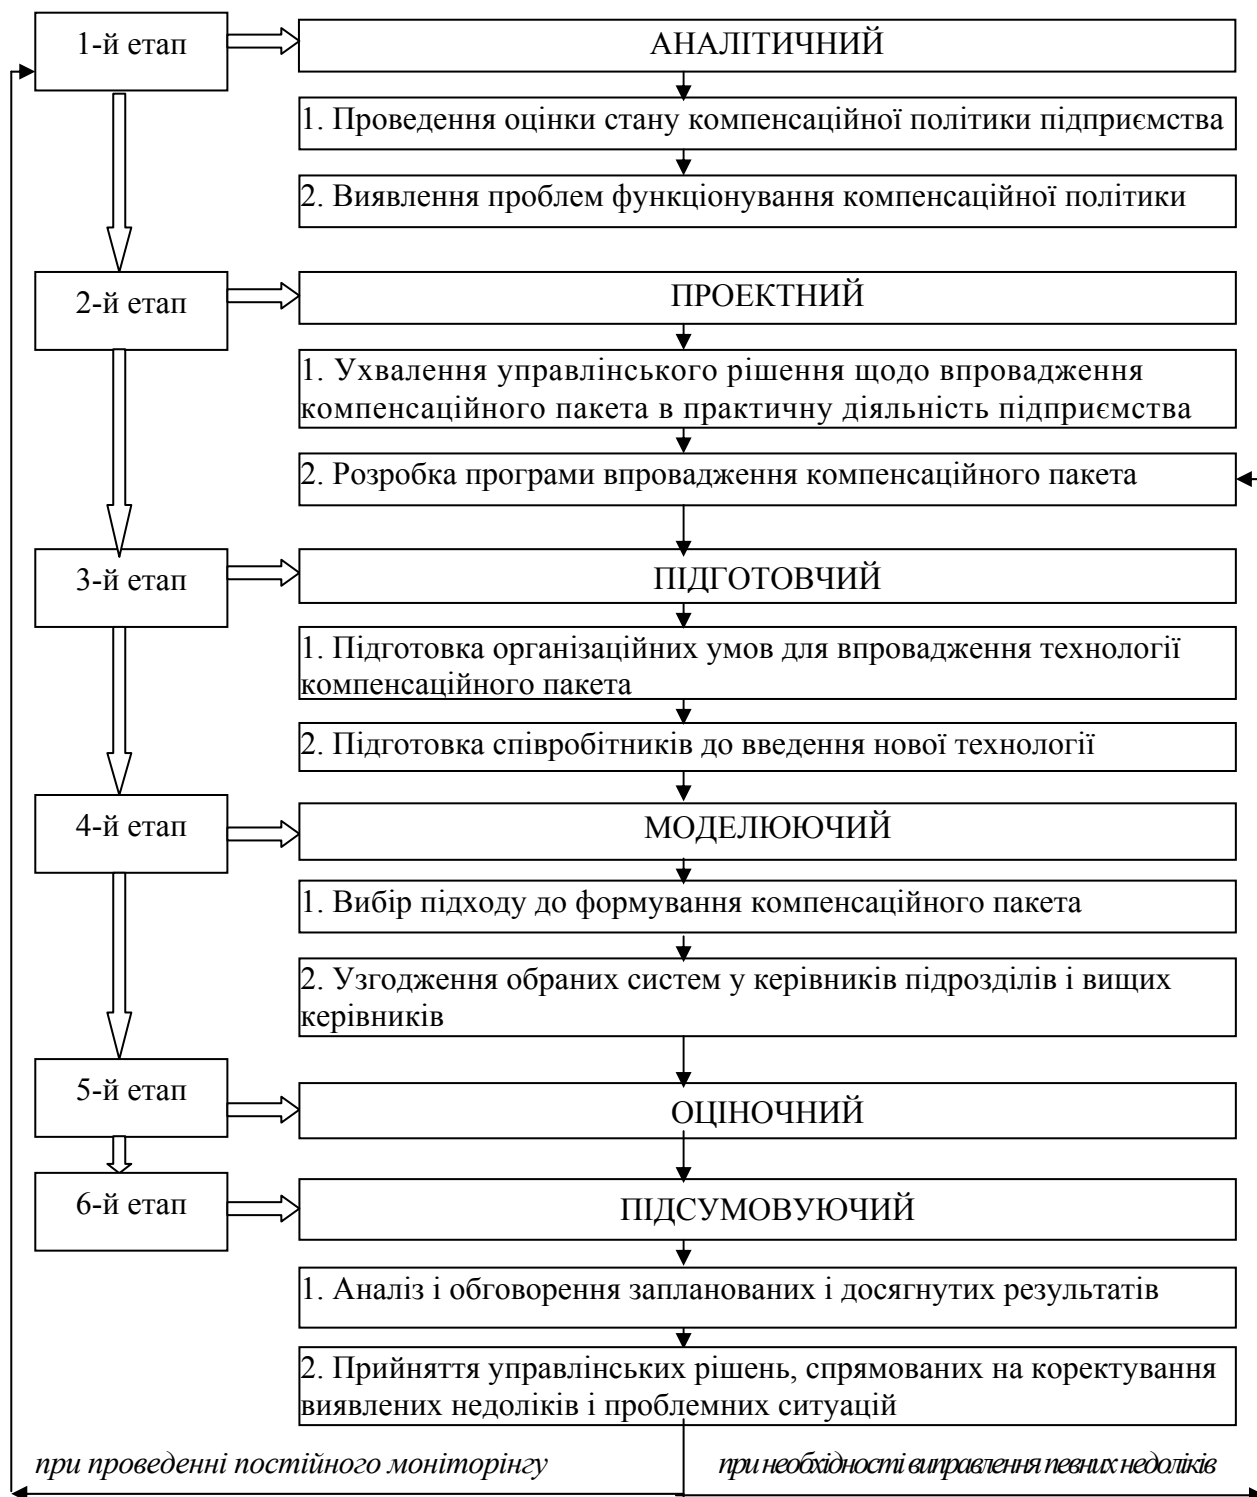 1-й етап
АНАЛІТИЧНИЙ
1. Проведення оцінки стану компенсаційної політики підприємства
2. Виявлення проблем функціонування компенсаційної політики
2-й етап
ПРОЕКТНИЙ
1. Ухвалення управлінського рішення щодо впровадження
компенсаційного пакета в практичну діяльність підприємства
2. Розробка програми впровадження компенсаційного пакета
3-й етап
ПІДГОТОВЧИЙ
1. Підготовка організаційних умов для впровадження технології
компенсаційного пакета
2. Підготовка співробітників до введення нової технології
4-й етап
МОДЕЛЮЮЧИЙ
1. Вибір підходу до формування компенсаційного пакета
2. Узгодження обраних систем у керівників підрозділів і вищих
керівників
5-й етап
ОЦІНОЧНИЙ
6-й етап
ПІДСУМОВУЮЧИЙ
1. Аналіз і обговорення запланованих і досягнутих результатів
2. Прийняття управлінських рішень, спрямованих на коректування
виявлених недоліків і проблемних ситуацій
при проведенні постійного моніторінгу
при необхідності виправлення певних недоліків